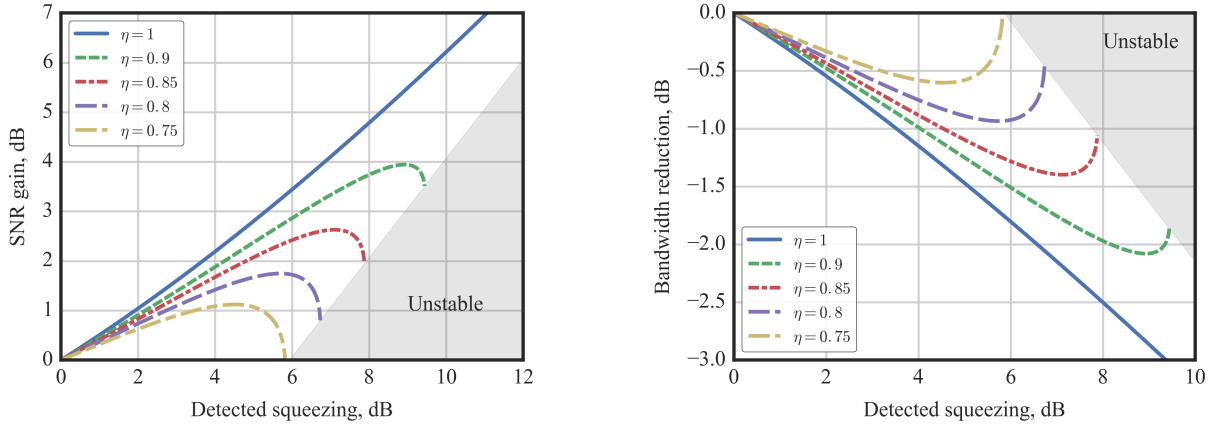 7
6
5
4
3
2
1
0
SNR gain, dB
η = 1
η = 0.9
η = 0.85
η = 0.8
η = 0.75
Unstable
0 2 4 6 8 10 12
Detected squeezing, dB
0.0
−0.5
−1.0
−1.5
−2.0
−2.5
−3.0
Bandwidth reduction, dB
Unstable
η = 1
η = 0.9
η = 0.85
η = 0.8
η = 0.75
0 2 4 6 8 10
Detected squeezing, dB